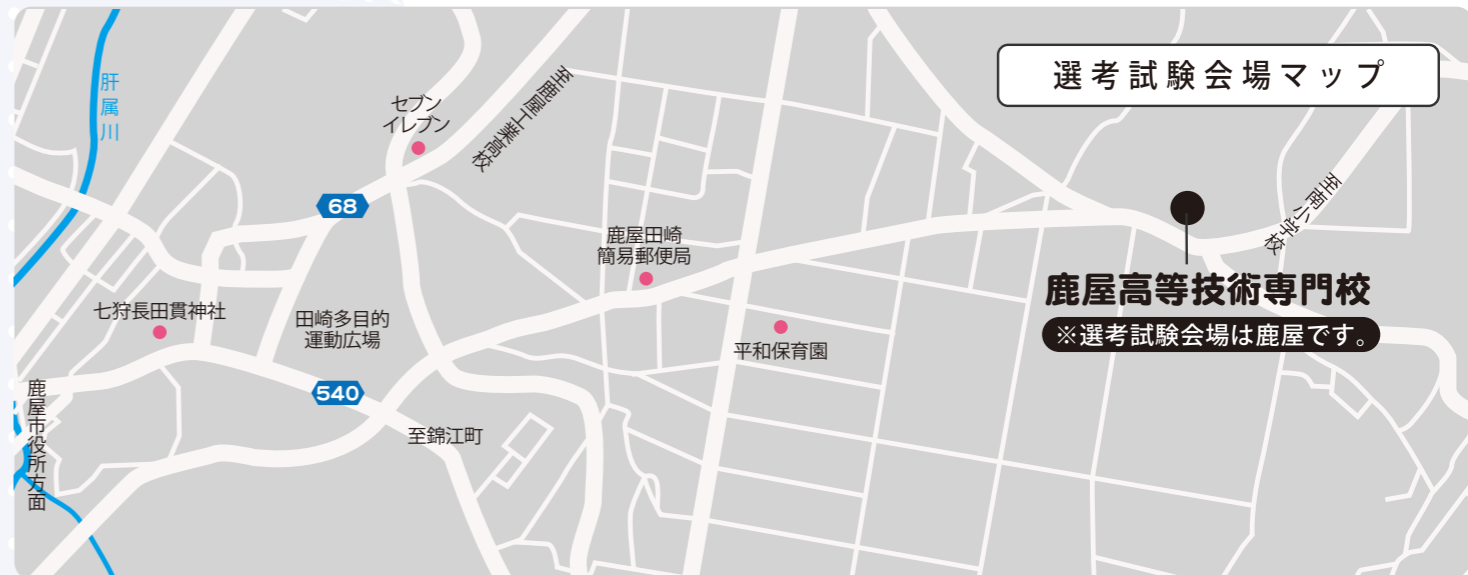 選考試験会場マップ
肝属川
セブン
イレブン
至鹿屋工業高校
68
鹿屋田崎
簡易郵便局
至南小学校
鹿屋高等技術専門校
※選考試験会場は鹿屋です。
七狩長田貫神社
田崎多目的
運動広場
平和保育園
540
鹿屋市役所方面
至錦江町